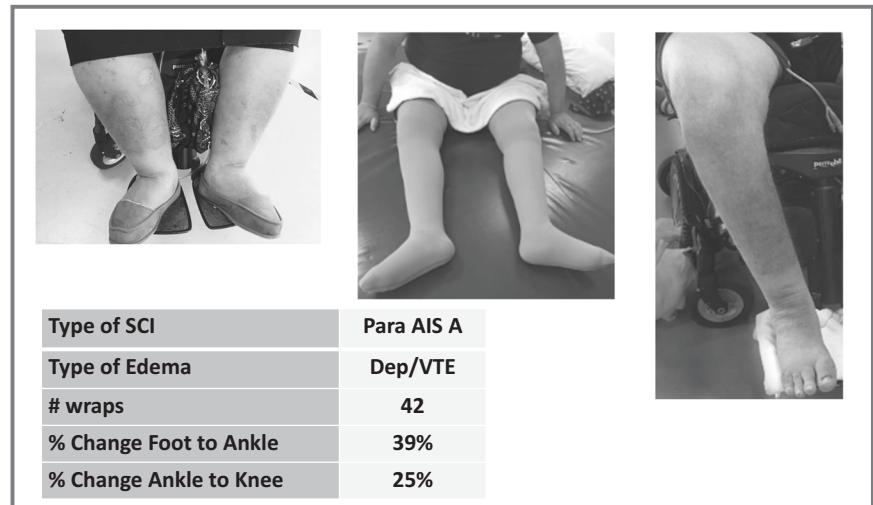 Type of SCI Para AIS A
Type of Edema Dep/VTE
# wraps 42
% Change Foot to Ankle 39%
% Change Ankle to Knee 25%